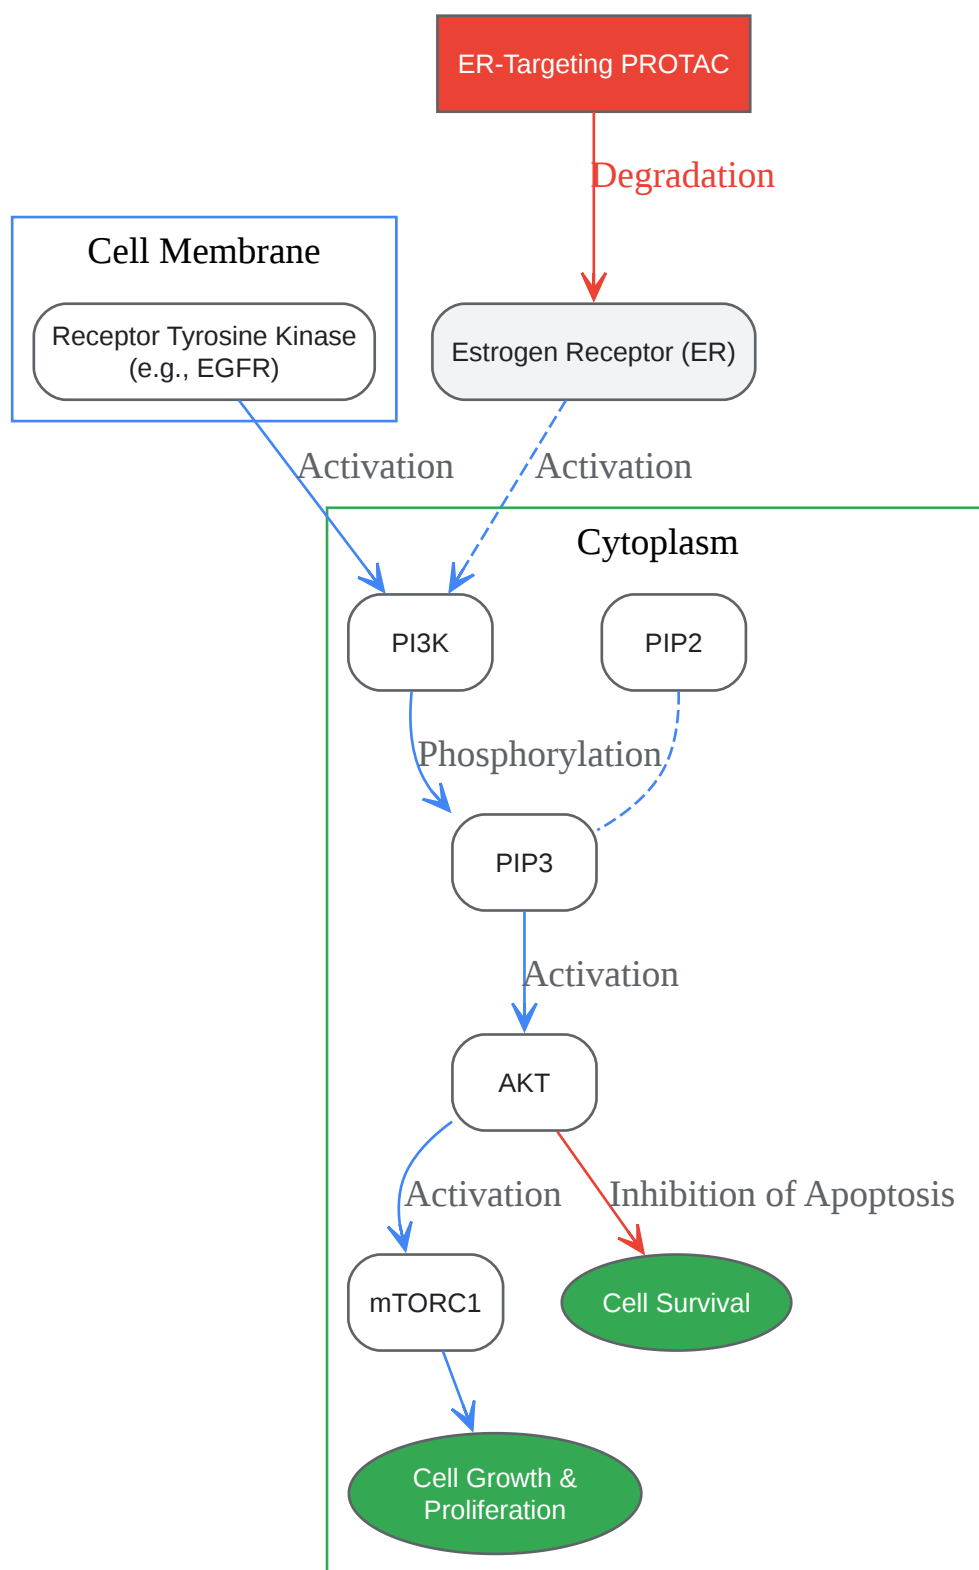 ER-Targeting PROTAC
Degradation
Cell Membrane
Receptor Tyrosine Kinase
(e.g., EGFR)
Estrogen Receptor (ER)
Activation
Activation
Cytoplasm
PI3K
PIP2
Phosphorylation
PIP3
Activation
AKT
Activation
Inhibition of Apoptosis
mTORC1
Cell Survival
Cell Growth &
Proliferation